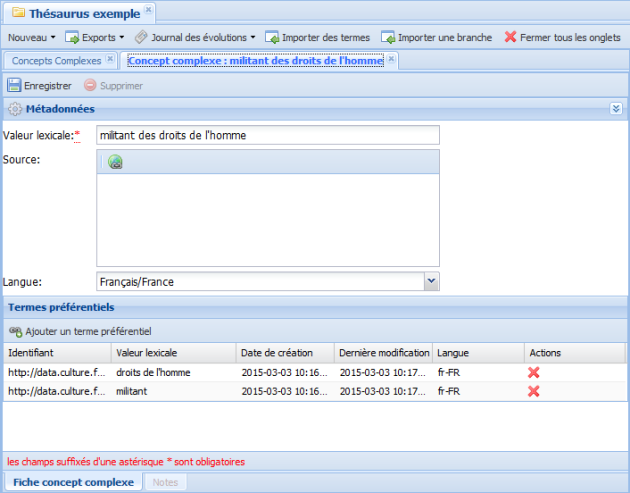 Thésaurus exemple
Nouveau Exports Journal des évolutions Importer des termes Importer une branche Fermer tous les onglets
Concepts Complexes Concept complexe : militant des droits de l'homme
Enregistrer Supprimer
Métadonnées
Valeur lexicale:* militant des droits de l'homme
Source:
Langue: Français/France
Termes préférentiels
Ajouter un terme préférentiel
Identifiant Valeur lexicale Date de création Dernière modification Langue Actions
http://data.culture.f... droits de l'homme 2015-03-03 10:16... 2015-03-03 10:17... fr-FR
http://data.culture.f... militant 2015-03-03 10:16... 2015-03-03 10:17... fr-FR
les champs suffixés d'une astérisque * sont obligatoires
Fiche concept complexe Notes